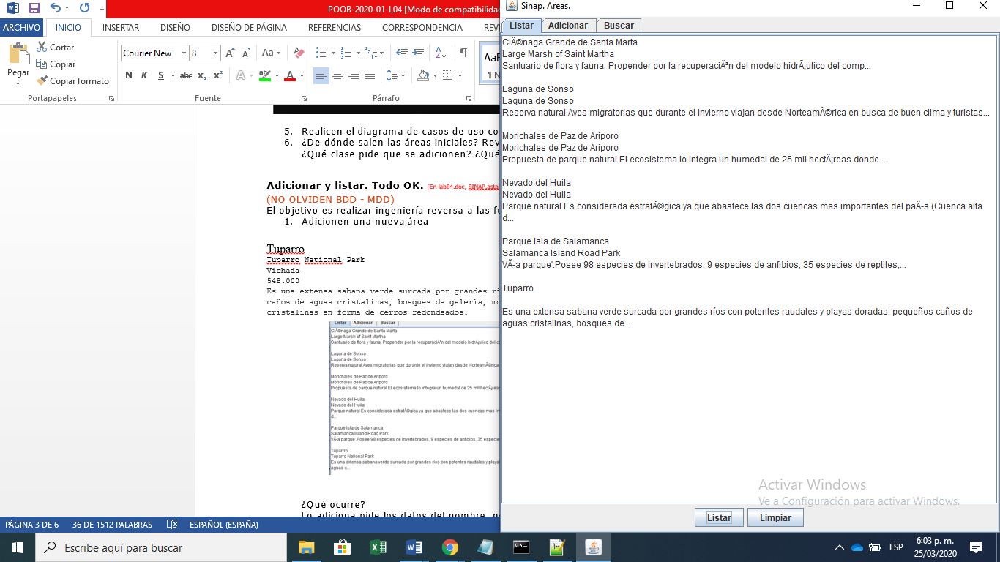 POOB-2020-01-L04 [Modo de compatibilida
ARCHIVO INICIO INSERTAR DISEÑO DISEÑO DE PÁGINA REFERENCIAS CORRESPONDENCIA REV
Pegar
Cortar
Copiar
Copiar formato
Portapapeles
Courier New 8
Aa
N K S abc x₂ x²
Fuente
Párrafo
AaB
¶ N
5. Realicen el diagrama de casos de uso co
6. ¿De dónde salen las áreas iniciales? Rev
¿Qué clase pide que se adicionen? ¿Qué
Adicionar y listar. Todo OK. [En lab04.doc, SINAP.asta
(NO OLVIDEN BDD - MDD)
El objetivo es realizar ingeniería reversa a las fu
1. Adicionen una nueva área
Tuparro
Tuparro National Park
Vichada
548.000
Es una extensa sabana verde surcada por grandes rí
caños de aguas cristalinas, bosques de galería, mo
cristalinas en forma de cerros redondeados.
Listar Adicionar Buscar
CiÃ©naga Grande de Santa Marta
Large Marsh of Saint Martha
Santuario de flora y fauna. Propender por la recuperaciÃ³n del modelo hidrÃ¡ulico del co
Laguna de Sonso
Laguna de Sonso
Reserva natural,Aves migratorias que durante el invierno viajan desde NorteamÃ©rica
Morichales de Paz de Ariporo
Morichales de Paz de Ariporo
Propuesta de parque natural El ecosistema lo integra un humedal de 25 mil hectÃ¡reas
Nevado del Huila
Nevado del Huila
Parque natural Es considerada estratÃ©gica ya que abastece las dos cuencas mas im
d...
Parque Isla de Salamanca
Salamanca Island Road Park
VÃ-a parque'.Posee 98 especies de invertebrados, 9 especies de anfibios, 35 especies
Tuparrro
Tuparro National Park
Es una extensa sabana verde surcada por grandes ríos con potentes raudales y playas
aguas c...
¿Qué ocurre?
Lo adiciona pide los datos del nombre, n
PÁGINA 3 DE 6 36 DE 1512 PALABRAS ESPAÑOL (ESPAÑA)
Sinap. Areas.
Listar Adicionar Buscar
CiÃ©naga Grande de Santa Marta
Large Marsh of Saint Martha
Santuario de flora y fauna. Propender por la recuperaciÃ³n del modelo hidrÃ¡ulico del comp...
Laguna de Sonso
Laguna de Sonso
Reserva natural,Aves migratorias que durante el invierno viajan desde NorteamÃ©rica en busca de buen clima y turistas...
Morichales de Paz de Ariporo
Morichales de Paz de Ariporo
Propuesta de parque natural El ecosistema lo integra un humedal de 25 mil hectÃ¡reas donde ...
Nevado del Huila
Nevado del Huila
Parque natural Es considerada estratÃ©gica ya que abastece las dos cuencas mas importantes del paÃ-s (Cuenca alta
d...
Parque Isla de Salamanca
Salamanca Island Road Park
VÃ-a parque'.Posee 98 especies de invertebrados, 9 especies de anfibios, 35 especies de reptiles,...
Tuparro
Es una extensa sabana verde surcada por grandes ríos con potentes raudales y playas doradas, pequeños caños de
aguas cristalinas, bosques de...
Activar Windows
Ve a Configuración para activar Windows.
Listar Limpiar
Escribe aquí para buscar
ESP
6:03 p. m.
25/03/2020